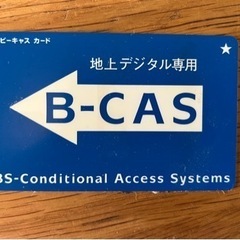 ビーキャス カード
地上デジタル専用
B-CAS
BS-Conditional Access Systems